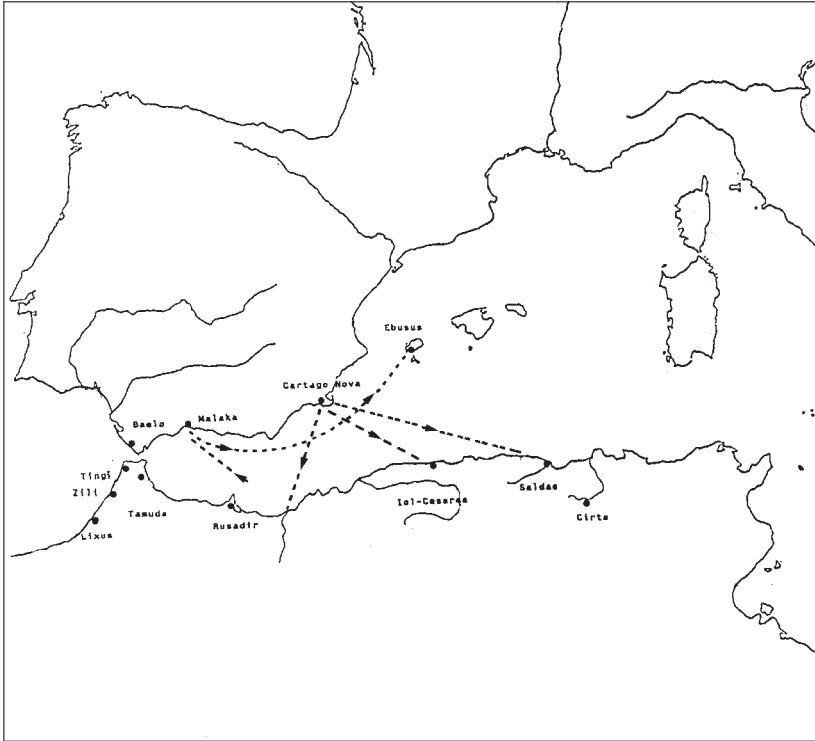 Ebusus
Cartago Nova
Malaka
Baelo
Tingi
Zili
Tamuda
Lixus
Rusadir
Iol-Cesarea
Saldae
Cirta